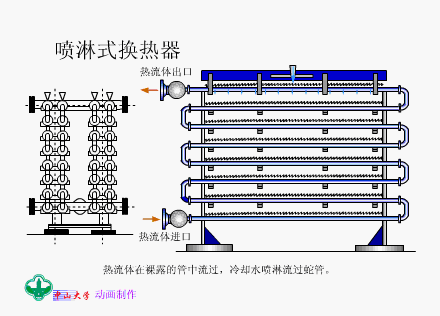 喷淋式换热器
热流体出口
热流体进口
热流体在裸露的管中流过，冷却水喷淋流过蛇管。
中山大学 动画制作